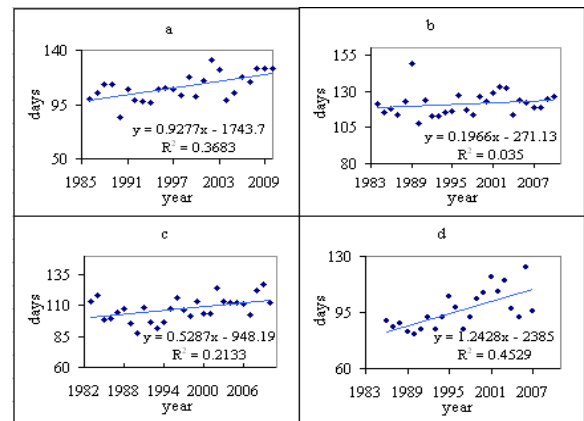 a
140
95
50
days
y = 0.9277x - 1743.7
R² = 0.3683
1985 1991 1997 2003 2009
year
b
155
130
105
80
days
y = 0.1966x - 271.13
R² = 0.035
1983 1989 1995 2001 2007
year
c
135
110
85
60
days
y = 0.5287x - 948.19
R² = 0.2133
1982 1988 1994 2000 2006
year
d
130
95
60
days
y = 1.2428x - 2385
R² = 0.4529
1983 1989 1995 2001 2007
year